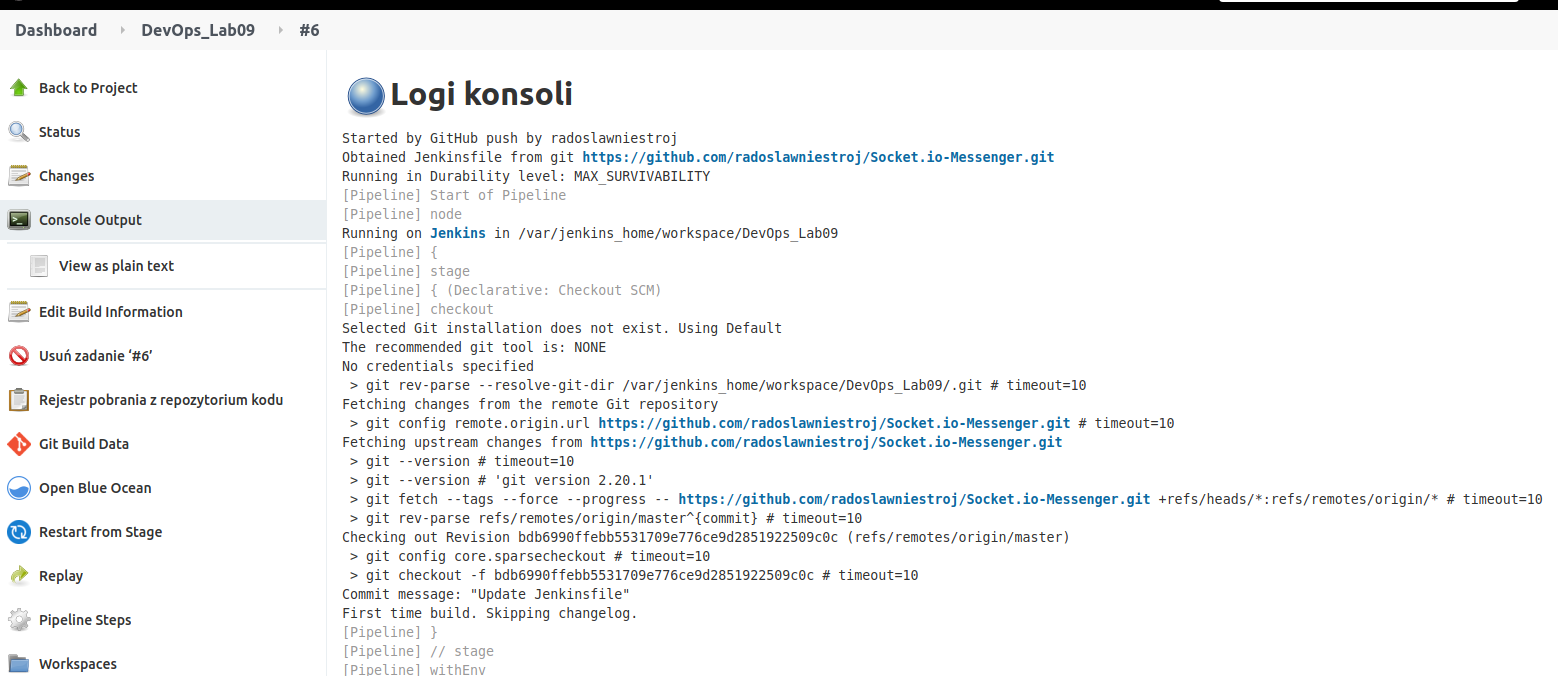 Dashboard DevOps_Lab09 #6
Back to Project
Status
Changes
Console Output
View as plain text
Edit Build Information
Usuń zadanie ‘#6’
Rejestr pobrania z repozytorium kodu
Git Build Data
Open Blue Ocean
Restart from Stage
Replay
Pipeline Steps
Workspaces
Logi konsoli
Started by GitHub push by radoslawniestroj
Obtained Jenkinsfile from git https://github.com/radoslawniestroj/Socket.io-Messenger.git
Running in Durability level: MAX_SURVIVABILITY
[Pipeline] Start of Pipeline
[Pipeline] node
Running on Jenkins in /var/jenkins_home/workspace/DevOps_Lab09
[Pipeline] {
[Pipeline] stage
[Pipeline] { (Declarative: Checkout SCM)
[Pipeline] checkout
Selected Git installation does not exist. Using Default
The recommended git tool is: NONE
No credentials specified
> git rev-parse --resolve-git-dir /var/jenkins_home/workspace/DevOps_Lab09/.git # timeout=10
Fetching changes from the remote Git repository
> git config remote.origin.url https://github.com/radoslawniestroj/Socket.io-Messenger.git # timeout=10
Fetching upstream changes from https://github.com/radoslawniestroj/Socket.io-Messenger.git
> git --version # timeout=10
> git --version # 'git version 2.20.1'
> git fetch --tags --force --progress -- https://github.com/radoslawniestroj/Socket.io-Messenger.git +refs/heads/*:refs/remotes/origin/* # timeout=10
> git rev-parse refs/remotes/origin/master^{commit} # timeout=10
Checking out Revision bdb6990ffebb5531709e776ce9d2851922509c0c (refs/remotes/origin/master)
> git config core.sparsecheckout # timeout=10
> git checkout -f bdb6990ffebb5531709e776ce9d2851922509c0c # timeout=10
Commit message: "Update Jenkinsfile"
First time build. Skipping changelog.
[Pipeline] }
[Pipeline] // stage
[Pipeline] withEnv